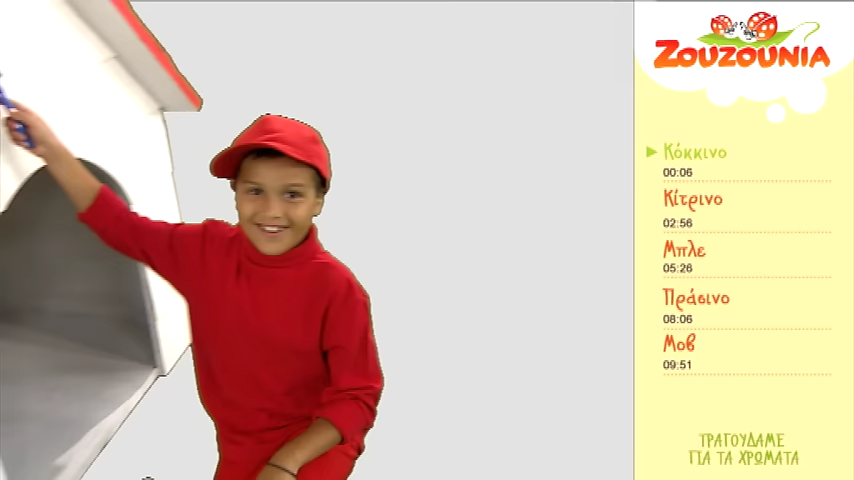 ZOUZOUNIA
Κόκκινο
00:06
Κίτρινο
02:56
Μπλε
05:26
Πράσινο
08:06
Μοβ
09:51
ΤΡΑΓΟΥΔΑΜΕ
ΓΙΑ ΤΑ ΧΡΩΜΑΤΑ